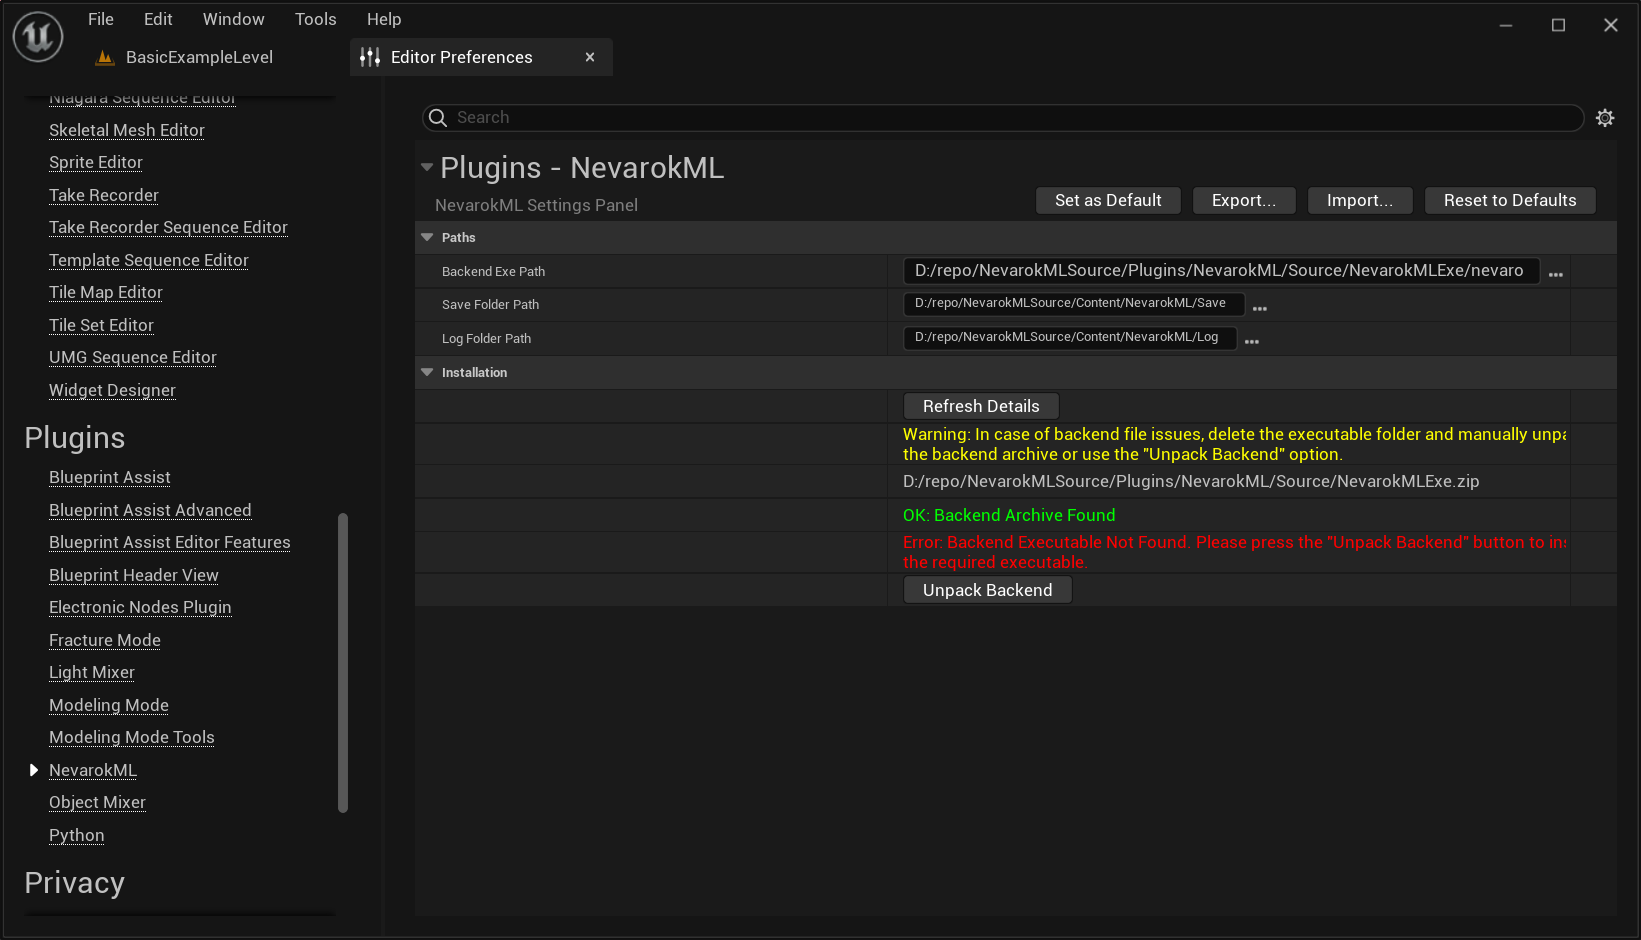 File Edit Window Tools Help
BasicExampleLevel
Editor Preferences
Niagara Sequence Editor
Skeletal Mesh Editor
Sprite Editor
Take Recorder
Take Recorder Sequence Editor
Template Sequence Editor
Tile Map Editor
Tile Set Editor
UMG Sequence Editor
Widget Designer
Plugins
Blueprint Assist
Blueprint Assist Advanced
Blueprint Assist Editor Features
Blueprint Header View
Electronic Nodes Plugin
Fracture Mode
Light Mixer
Modeling Mode
Modeling Mode Tools
NevarokML
Object Mixer
Python
Privacy
Search
Plugins - NevarokML
NevarokML Settings Panel
Set as Default
Export...
Import...
Reset to Defaults
Paths
Backend Exe Path
D:/repo/NevarokMLSource/Plugins/NevarokML/Source/NevarokMLExe/nevaro
Save Folder Path
D:/repo/NevarokMLSource/Content/NevarokML/Save
Log Folder Path
D:/repo/NevarokMLSource/Content/NevarokML/Log
Installation
Refresh Details
Warning: In case of backend file issues, delete the executable folder and manually unpa
the backend archive or use the "Unpack Backend" option.
D:/repo/NevarokMLSource/Plugins/NevarokML/Source/NevarokMLExe.zip
OK: Backend Archive Found
Error: Backend Executable Not Found. Please press the "Unpack Backend" button to ins
the required executable.
Unpack Backend